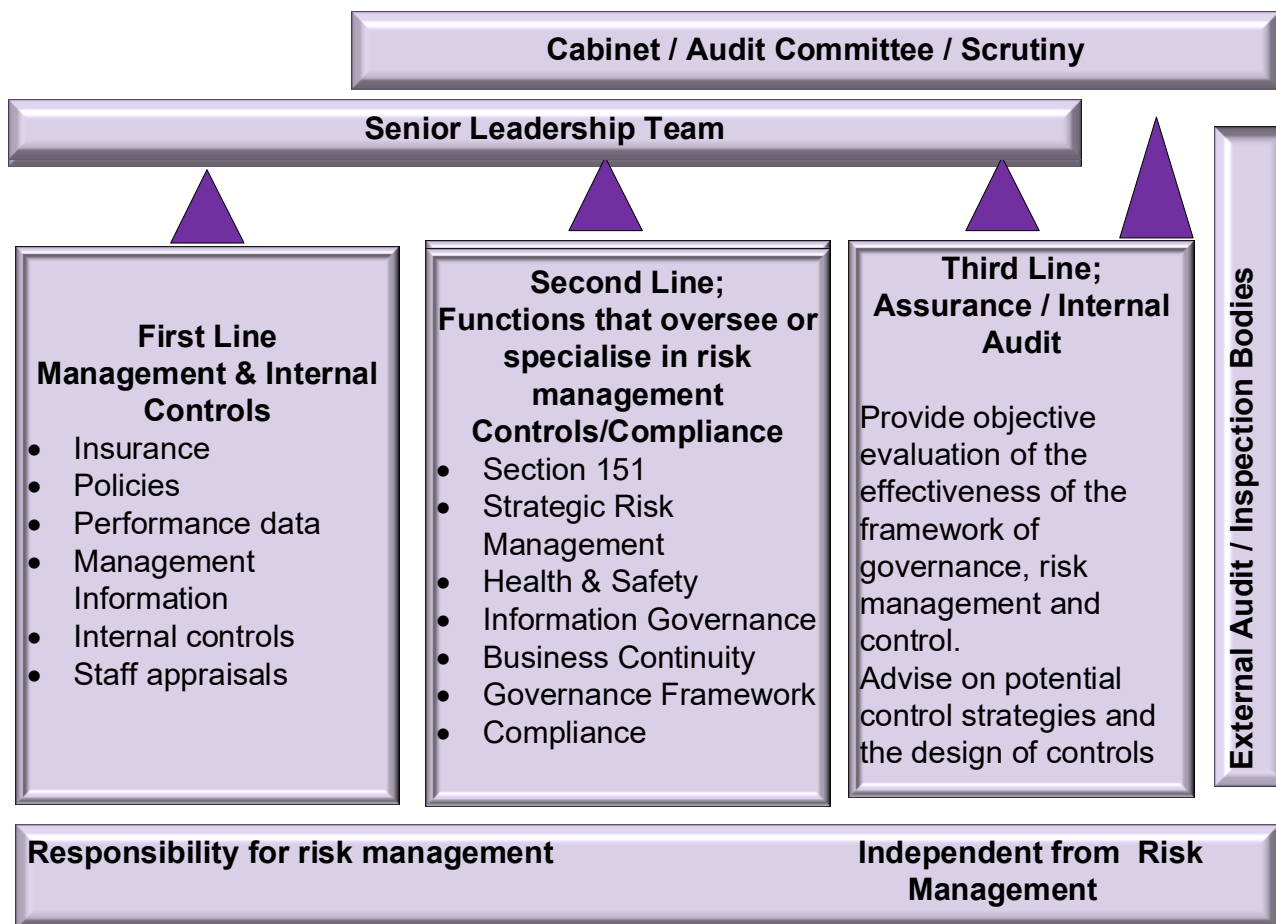 Cabinet / Audit Committee / Scrutiny
Senior Leadership Team
First Line
Management & Internal
Controls
• Insurance
• Policies
• Performance data
• Management
Information
• Internal controls
• Staff appraisals
Second Line;
Functions that oversee or
specialise in risk
management
Controls/Compliance
• Section 151
• Strategic Risk
Management
• Health & Safety
• Information Governance
• Business Continuity
• Governance Framework
• Compliance
Third Line;
Assurance / Internal
Audit
Provide objective
evaluation of the
effectiveness of the
framework of
governance, risk
management and
control.
Advise on potential
control strategies and
the design of controls
External Audit / Inspection Bodies
Responsibility for risk management
Independent from Risk
Management